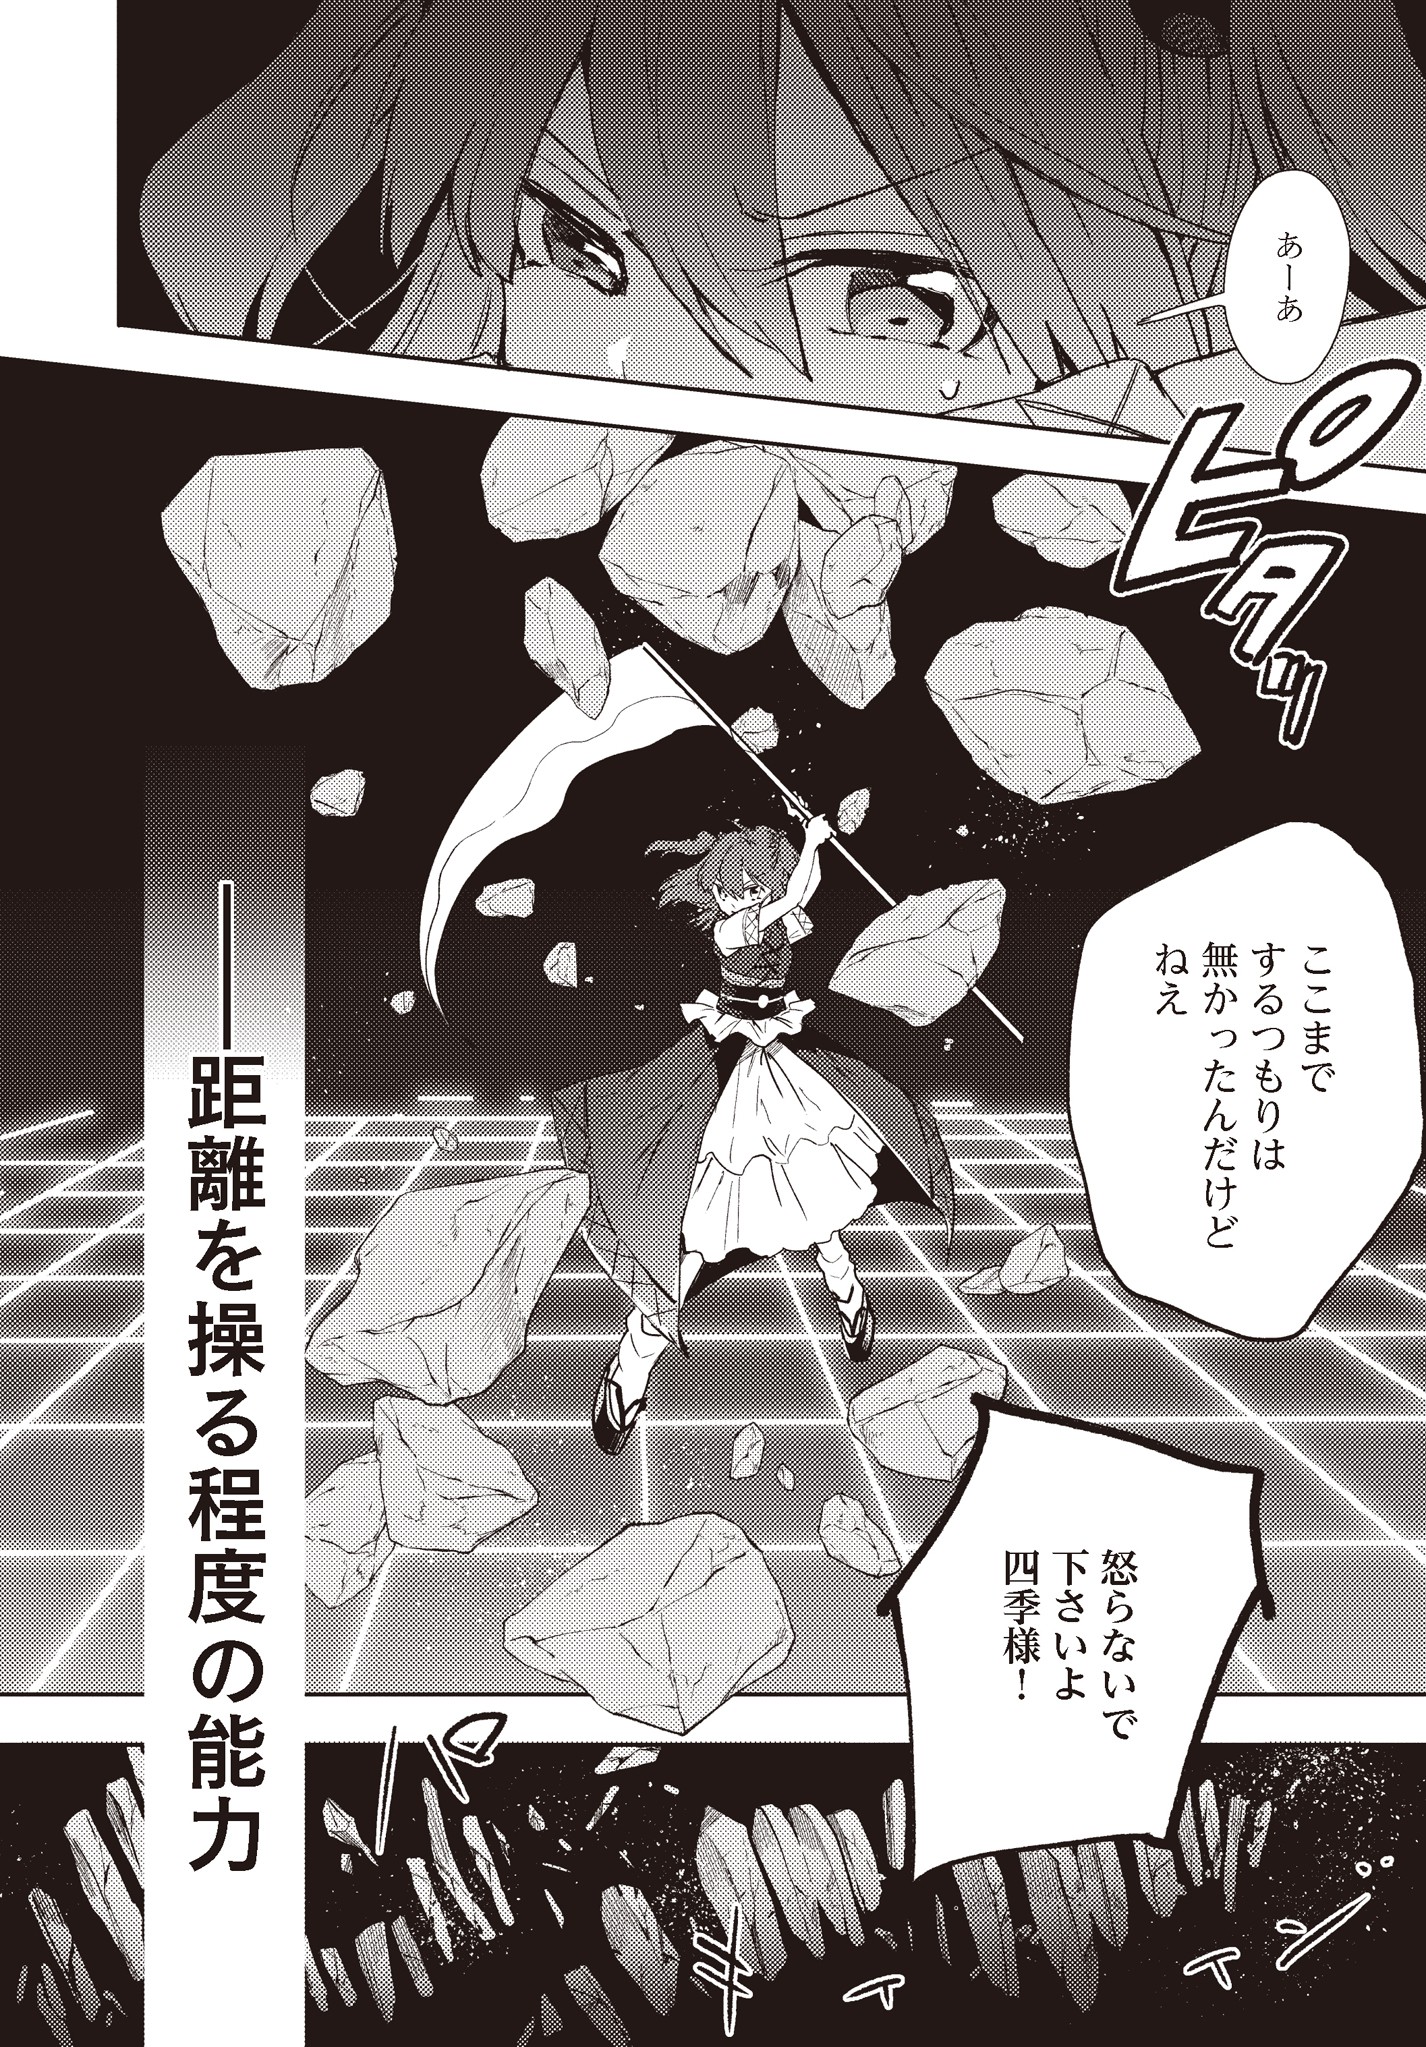 あーあ
ピタッ
ここまで
するつもりは
無かったんだけど
ねえ
怒らないで
下さいよ
四季様！
――距離を操る程度の能力
パキィイン